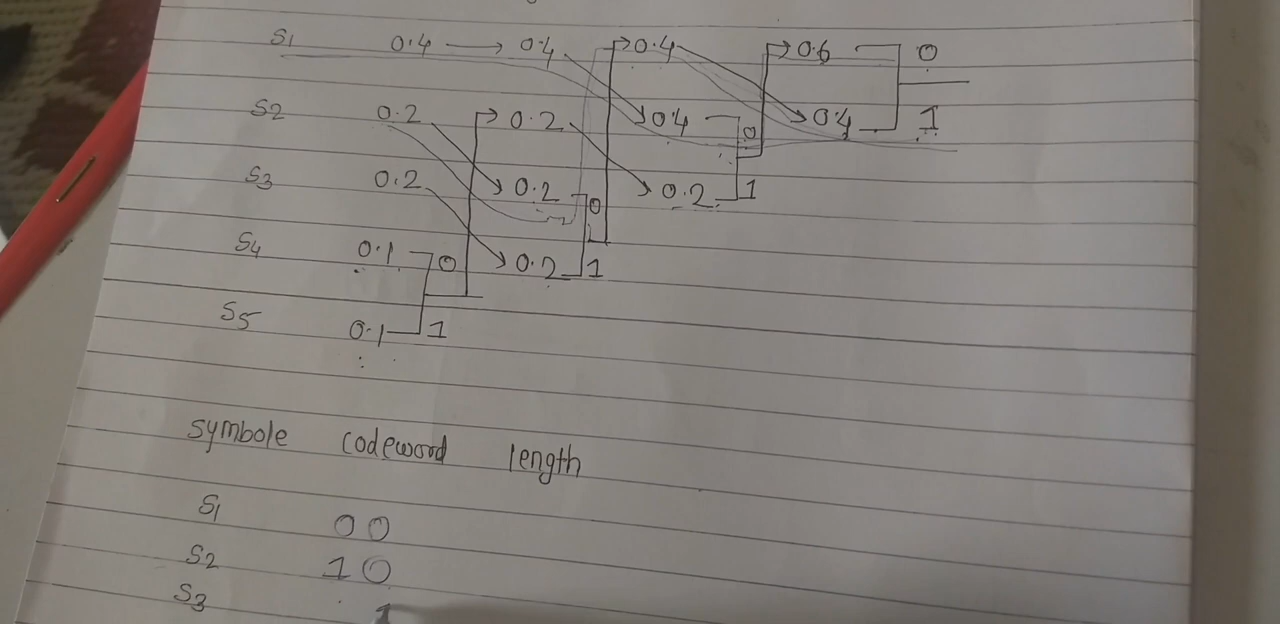 S1 0.4 → 0.4 → 0.4 → 0.6 0
S2 0.2 → 0.2 0.4 0 0.4 1
S3 0.2 0.2 0 0.2 1
S4 0.1 0 0.2 1
S5 0.1 1
symbole codeword length
S1 00
S2 10
S3 1